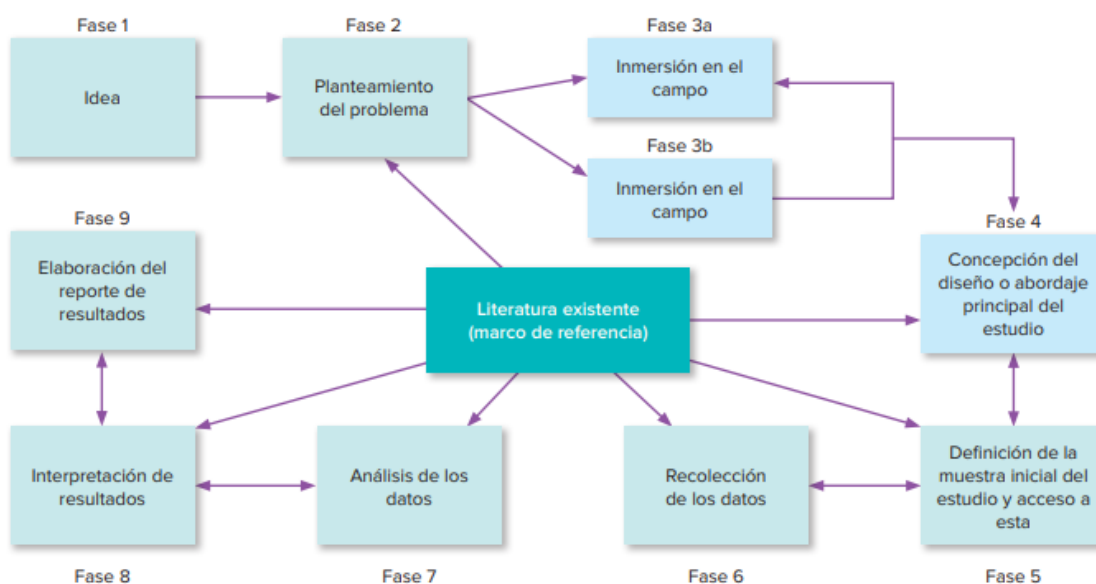 Fase 1
Idea
Fase 2
Planteamiento
del problema
Fase 3a
Inmersión en el
campo
Fase 3b
Inmersión en el
campo
Fase 4
Concepción del
diseño o abordaje
principal del
estudio
Fase 9
Elaboración del
reporte de
resultados
Literatura existente
(marco de referencia)
Interpretación de
resultados
Fase 8
Análisis de los
datos
Fase 7
Recolección
de los datos
Fase 6
Definición de la
muestra inicial del
estudio y acceso a
esta
Fase 5